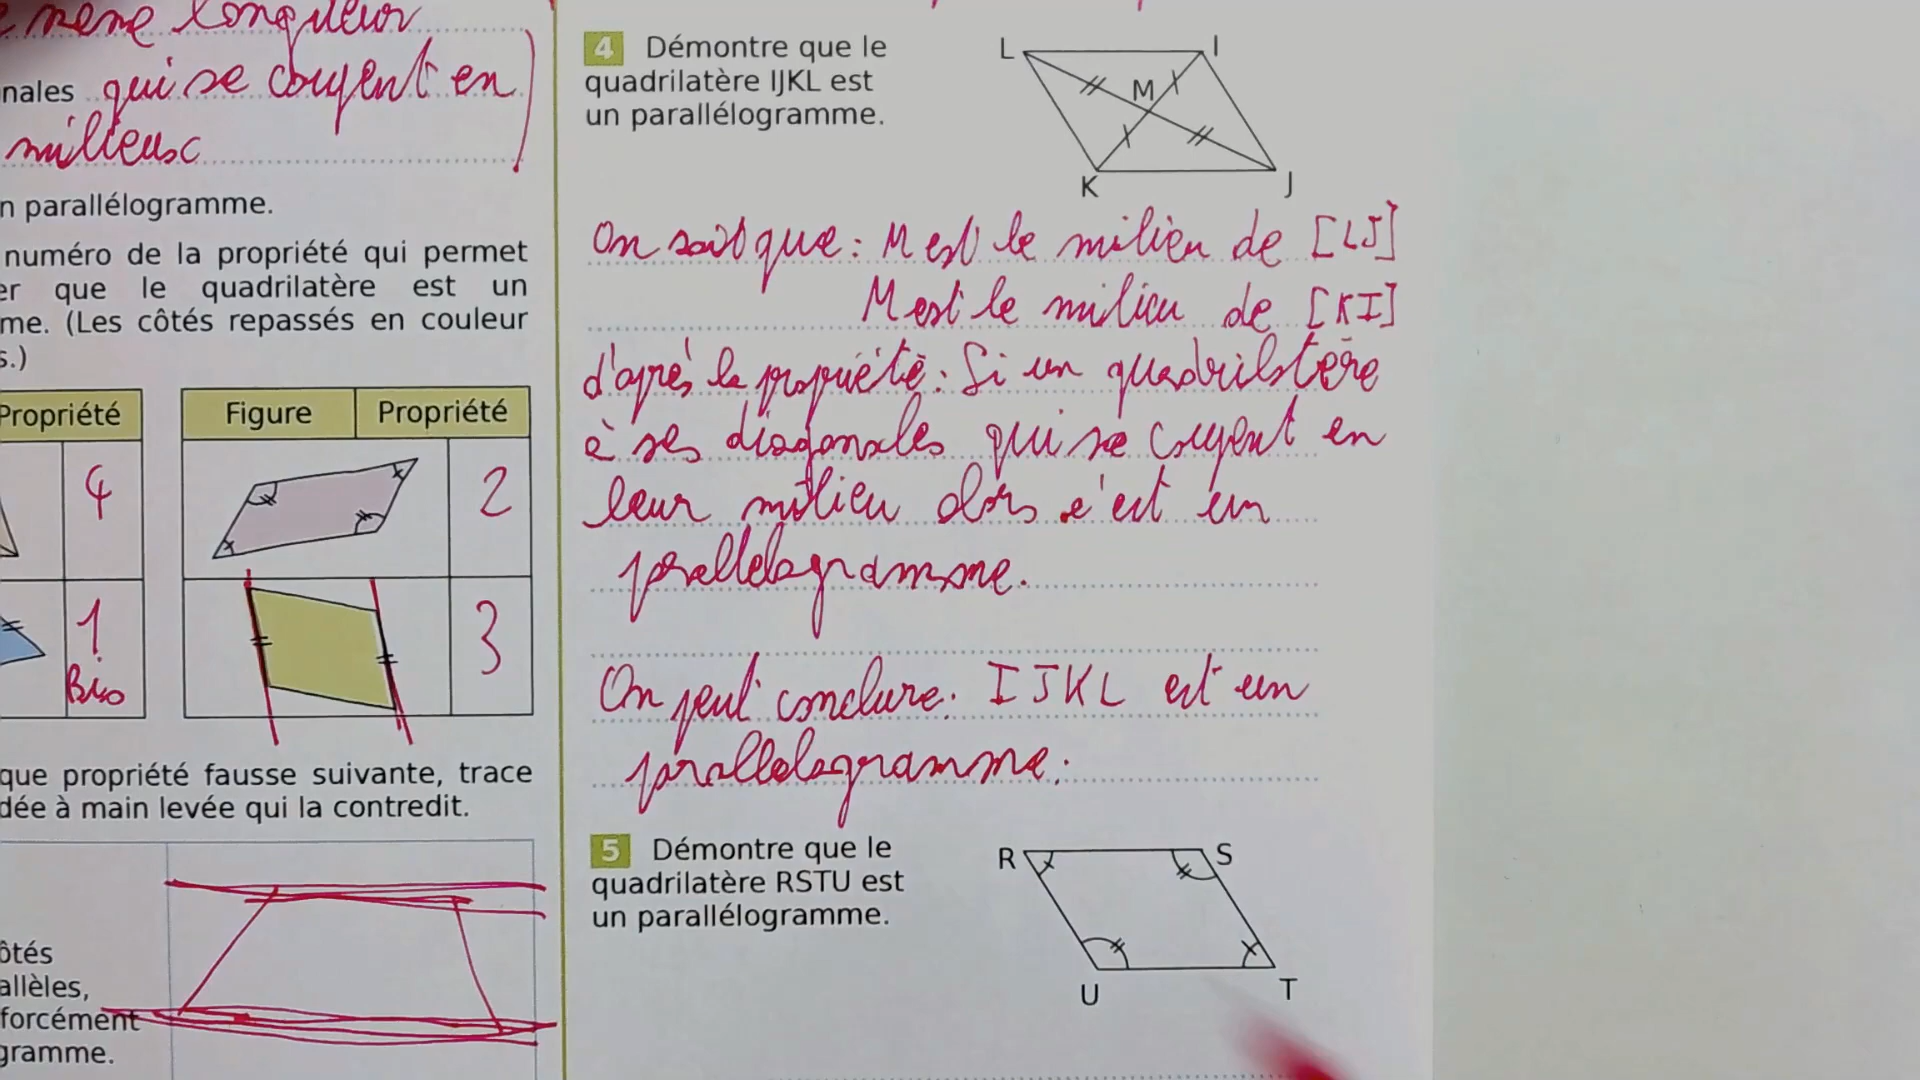 même longueur
nales qui se coupent en
milieux
n parallélogramme.
numéro de la propriété qui permet
er que le quadrilatère est un
me. (Les côtés repassés en couleur
s.)
Propriété
4
1
Bis
Figure Propriété
2
3
que propriété fausse suivante, trace
dée à main levée qui la contredit.
ôtés
allèles,
forcément
gramme.
4 Démontre que le
quadrilatère IJKL est
un parallélogramme.
L I
M
K J
On sait que : M est le milieu de [LJ]
M est le milieu de [KI]
d'après la propriété : Si un quadrilatère
a ses diagonales qui se coupent en
leur milieu alors c'est un
parallélogramme.
On peut conclure : IJKL est un
parallélogramme.
5 Démontre que le
quadrilatère RSTU est
un parallélogramme.
R S
U T